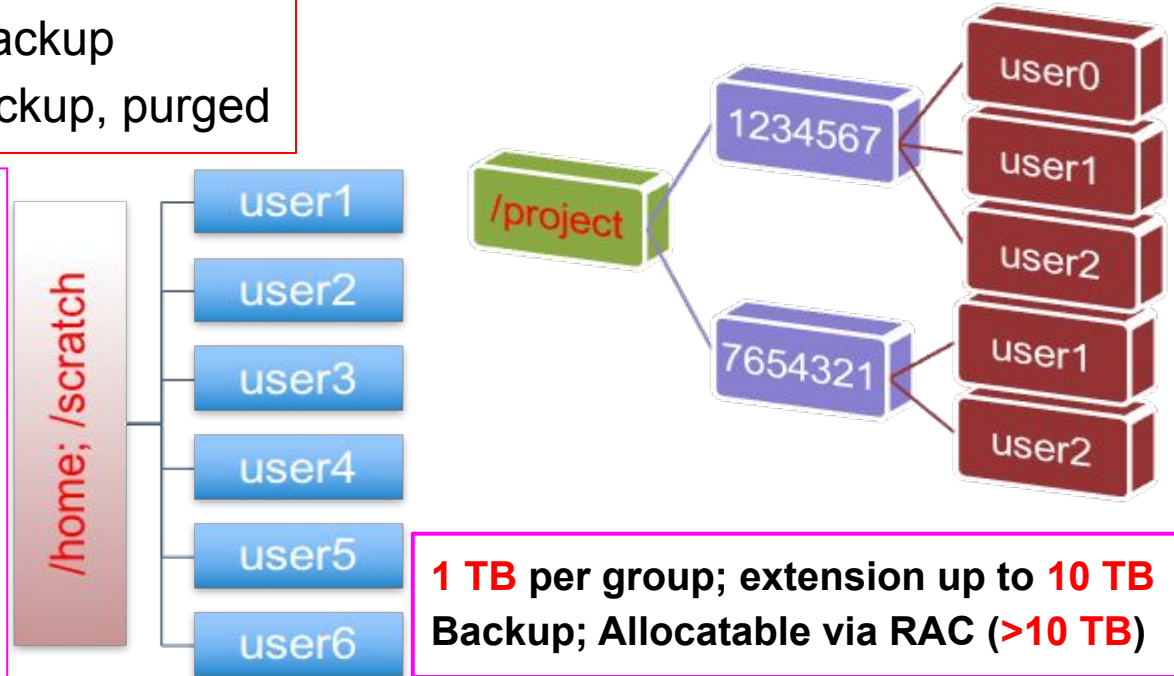 ackup
ckup, purged
/home; /scratch
user1
user2
user3
user4
user5
user6
/project
1234567
7654321
user0
user1
user2
user1
user2
1 TB per group; extension up to 10 TB
Backup; Allocatable via RAC (>10 TB)